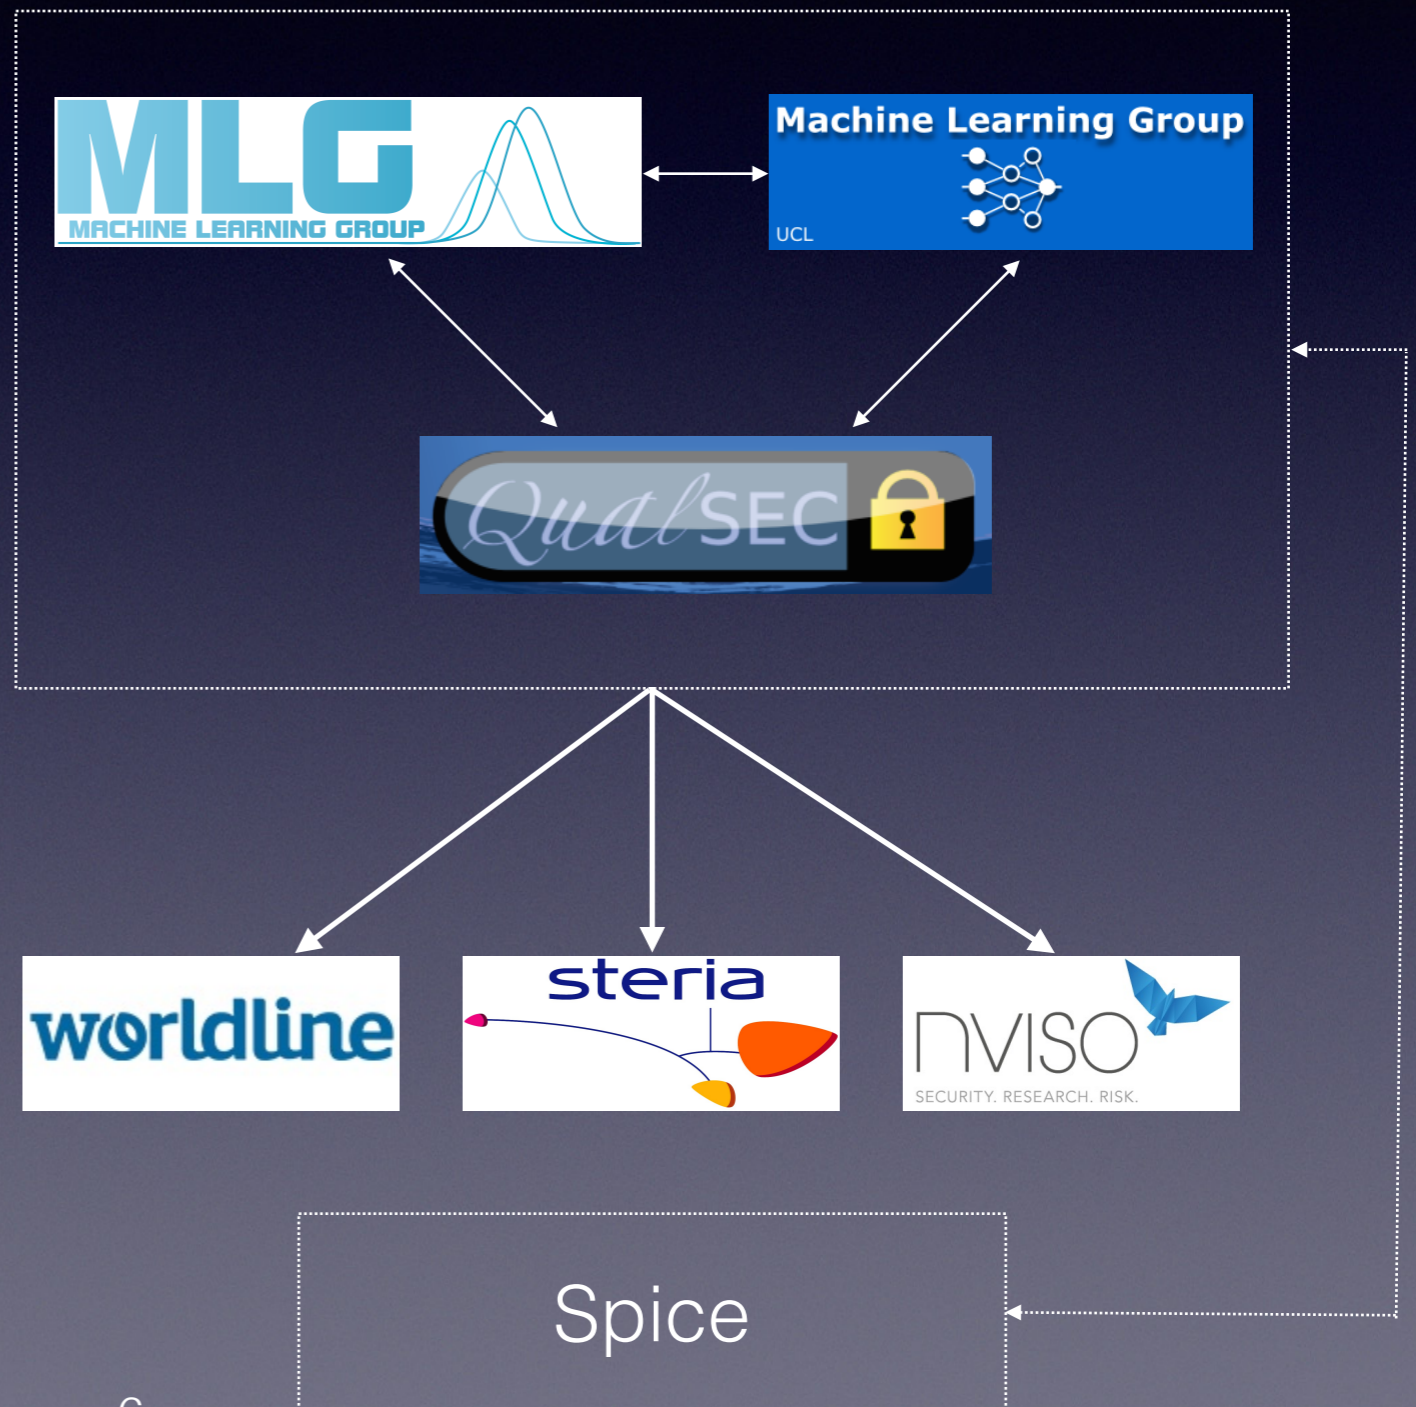 MLG
MACHINE LEARNING GROUP
Machine Learning Group
UCL
QualSEC
worldline
steria
NVISO
SECURITY. RESEARCH. RISK.
Spice